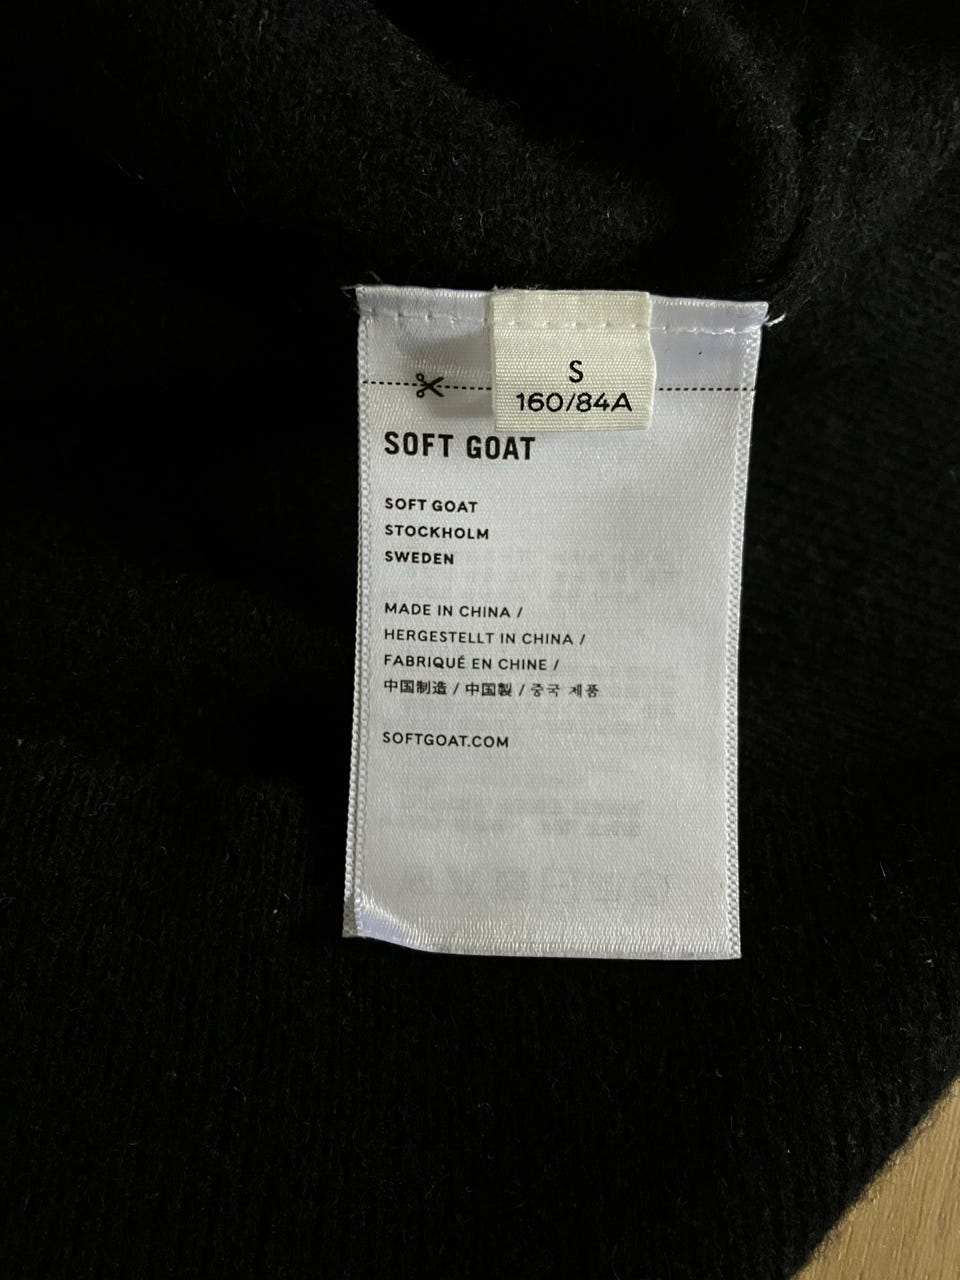 S
160/84A
SOFT GOAT
SOFT GOAT
STOCKHOLM
SWEDEN
MADE IN CHINA /
HERGESTELLT IN CHINA /
FABRIQUÉ EN CHINE /
中国制造 / 中国製 / 중국 제품
SOFTGOAT.COM